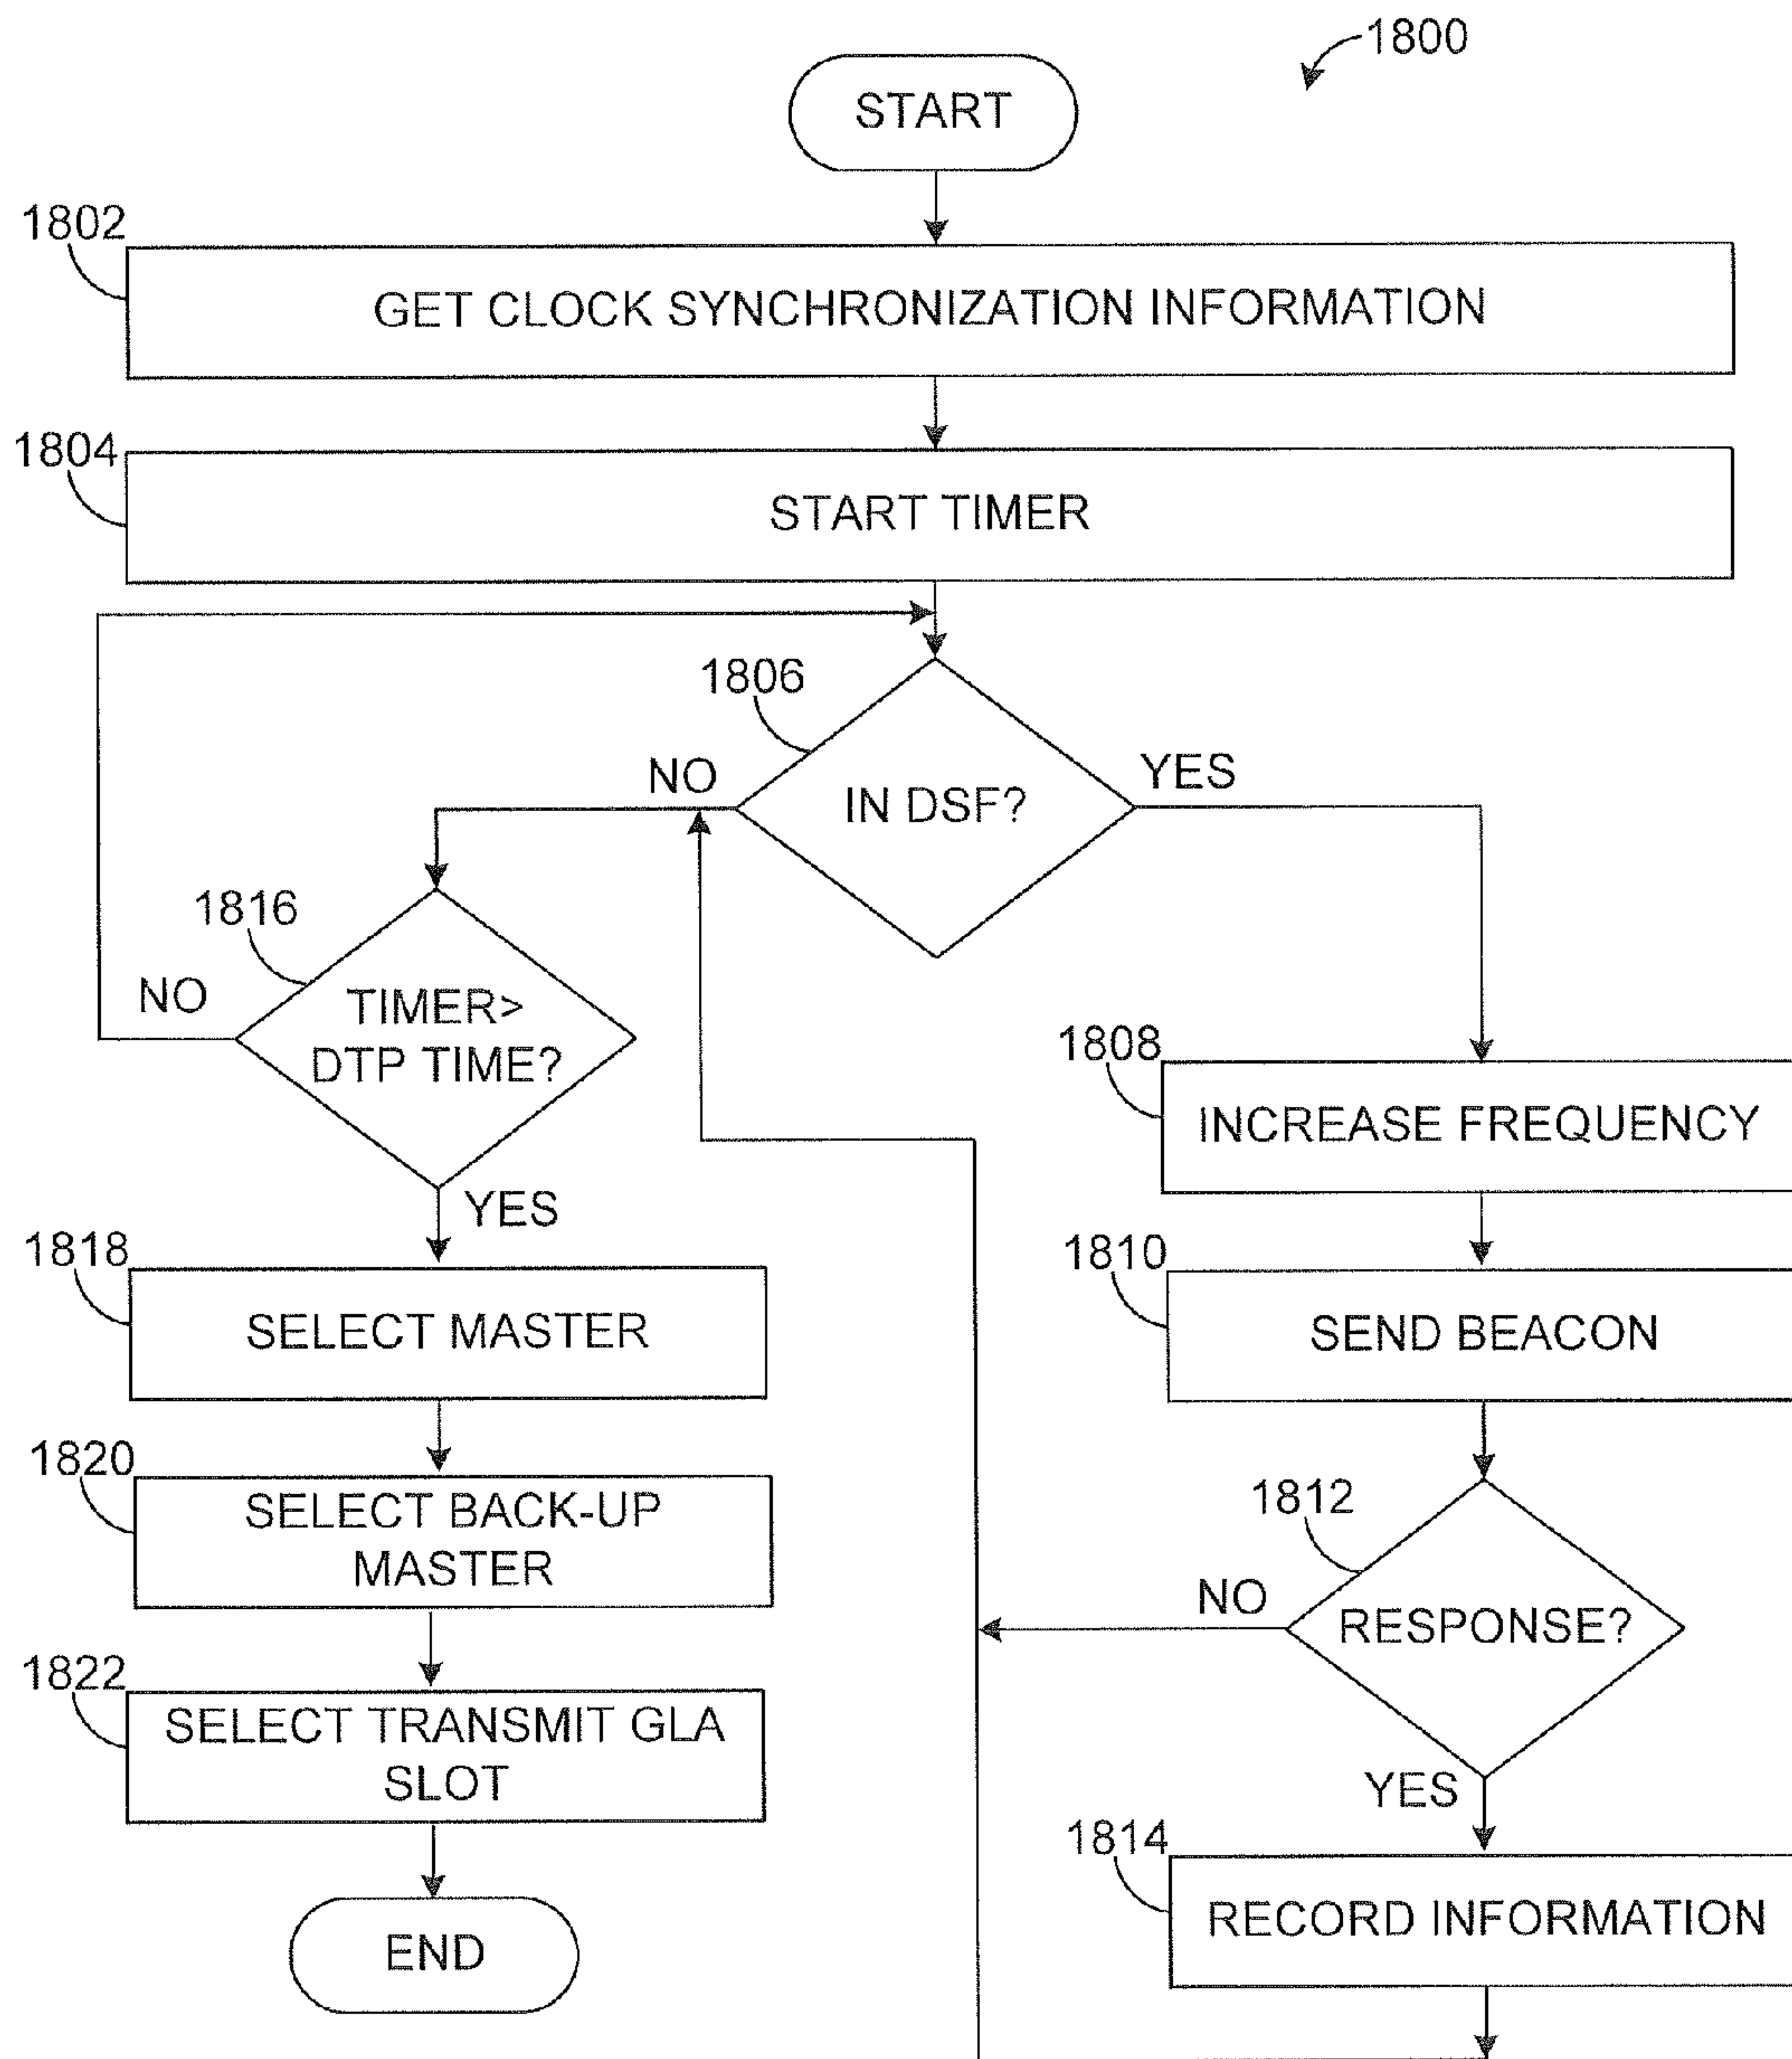 1800
START
1802
GET CLOCK SYNCHRONIZATION INFORMATION
1804
START TIMER
1806
NO
IN DSF?
YES
1816
NO
TIMER>
DTP TIME?
YES
1808
INCREASE FREQUENCY
1810
SEND BEACON
1812
NO
RESPONSE?
YES
1814
RECORD INFORMATION
1818
SELECT MASTER
1820
SELECT BACK-UP
MASTER
1822
SELECT TRANSMIT GLA
SLOT
END